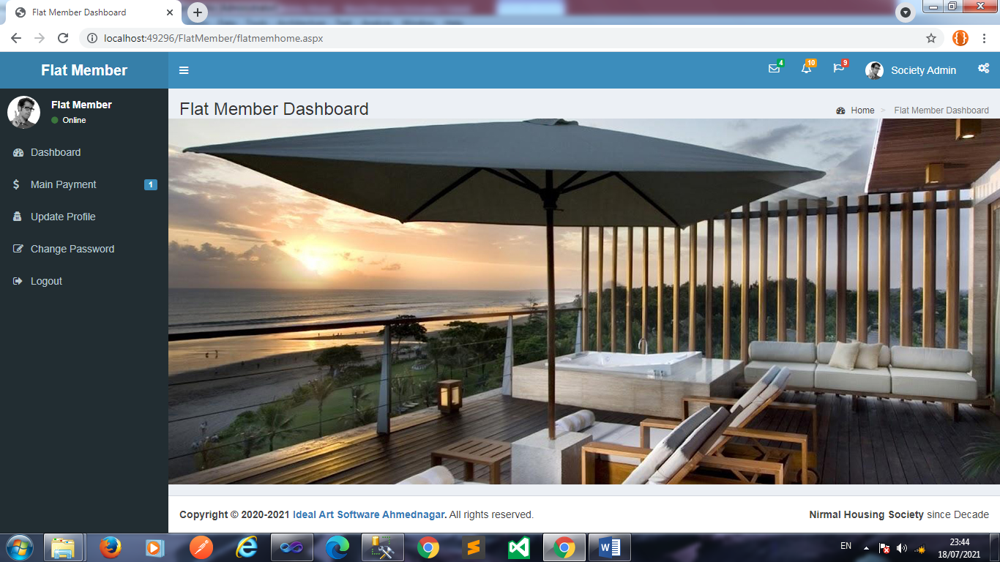 Flat Member Dashboard
localhost:49296/FlatMember/flatmemhome.aspx
Flat Member
4
10
9
Society Admin
Flat Member
Online
Flat Member Dashboard
Home > Flat Member Dashboard
Dashboard
Main Payment 1
Update Profile
Change Password
Logout
Copyright © 2020-2021 Ideal Art Software Ahmednagar. All rights reserved.
Nirmal Housing Society since Decade
EN
23:44
18/07/2021